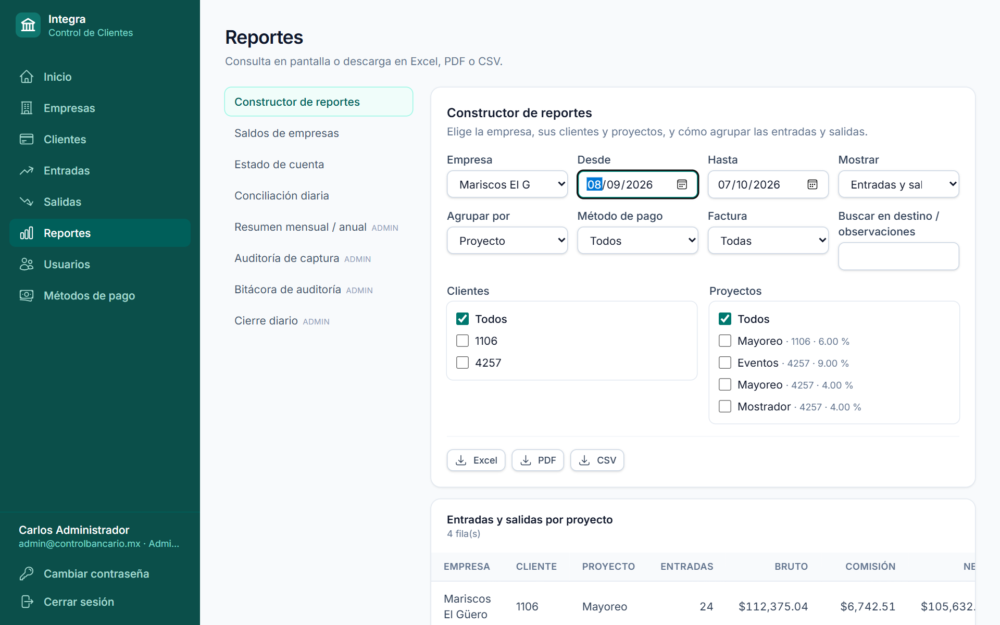 Integra
Control de Clientes
Inicio
Empresas
Clientes
Entradas
Salidas
Reportes
Usuarios
Métodos de pago
Carlos Administrador
admin@controlbancario.mx · Admi...
Cambiar contraseña
Cerrar sesión
Reportes
Consulta en pantalla o descarga en Excel, PDF o CSV.
Constructor de reportes
Saldos de empresas
Estado de cuenta
Conciliación diaria
Resumen mensual / anual ADMIN
Auditoría de captura ADMIN
Bitácora de auditoría ADMIN
Cierre diario ADMIN
Constructor de reportes
Elige la empresa, sus clientes y proyectos, y cómo agrupar las entradas y salidas.
Empresa Desde Hasta Mostrar
Mariscos El G 08/09/2026 07/10/2026 Entradas y sal
Agrupar por Método de pago Factura Buscar en destino /
observaciones
Proyecto Todos Todas
Clientes
Todos
1106
4257
Proyectos
Todos
Mayoreo · 1106 · 6.00 %
Eventos · 4257 · 9.00 %
Mayoreo · 4257 · 4.00 %
Mostrador · 4257 · 4.00 %
Excel PDF CSV
Entradas y salidas por proyecto
4 fila(s)
EMPRESA CLIENTE PROYECTO ENTRADAS BRUTO COMISIÓN NE
Mariscos
El Güero 1106 Mayoreo 24 $112,375.04 $6,742.51 $105,632.